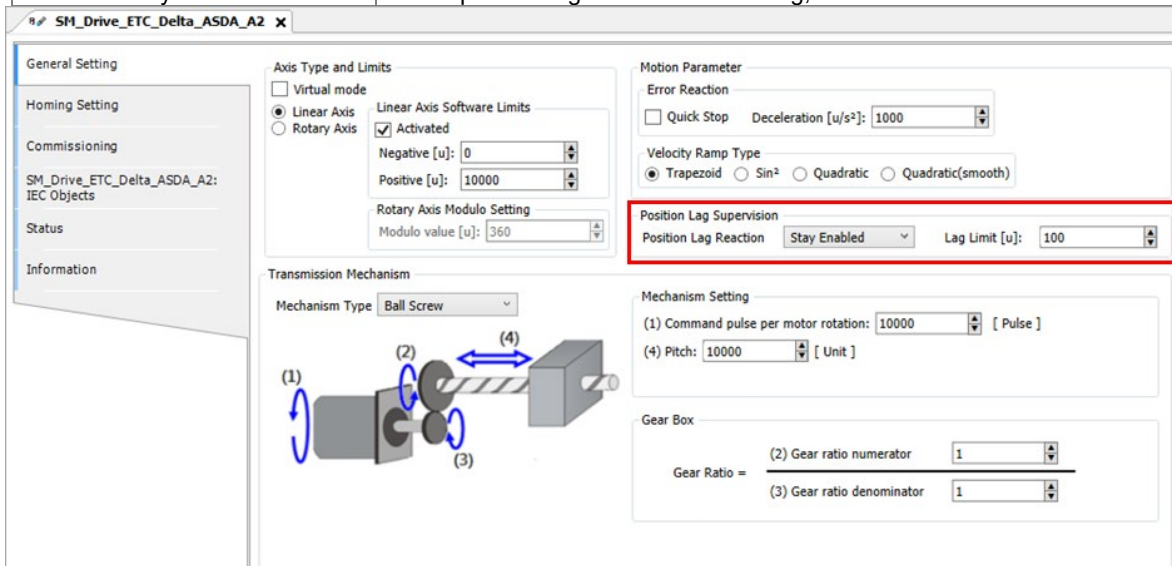 SM_Drive_ETC_Delta_ASDA_A2 X
General Setting
Homing Setting
Commissioning
SM_Drive_ETC_Delta_ASDA_A2:
IEC Objects
Status
Information
Axis Type and Limits
Virtual mode
Linear Axis
Rotary Axis
Linear Axis Software Limits
Activated
Negative [u]: 0
Positive [u]: 10000
Rotary Axis Modulo Setting
Modulo value [u]: 360
Motion Parameter
Error Reaction
Quick Stop Deceleration [u/s²]: 1000
Velocity Ramp Type
Trapezoid Sin² Quadratic Quadratic(smooth)
Position Lag Supervision
Position Lag Reaction Stay Enabled Lag Limit [u]: 100
Transmission Mechanism
Mechanism Type Ball Screw
(1)
(2)
(4)
(3)
Mechanism Setting
(1) Command pulse per motor rotation: 10000 [ Pulse ]
(4) Pitch: 10000 [ Unit ]
Gear Box
Gear Ratio =
(2) Gear ratio numerator 1
(3) Gear ratio denominator 1